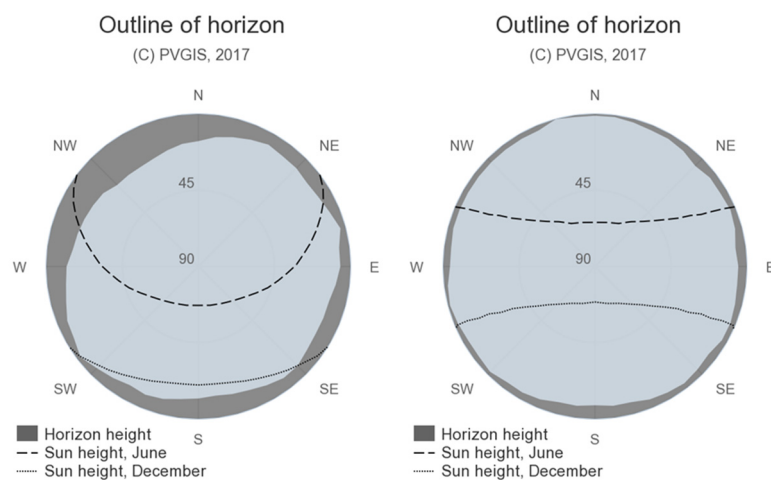 Outline of horizon
(C) PVGIS, 2017
N
NW
NE
45
90
W
E
SW
SE
S
Horizon height
Sun height, June
Sun height, December
Outline of horizon
(C) PVGIS, 2017
N
NW
NE
45
90
W
E
SW
SE
S
Horizon height
Sun height, June
Sun height, December